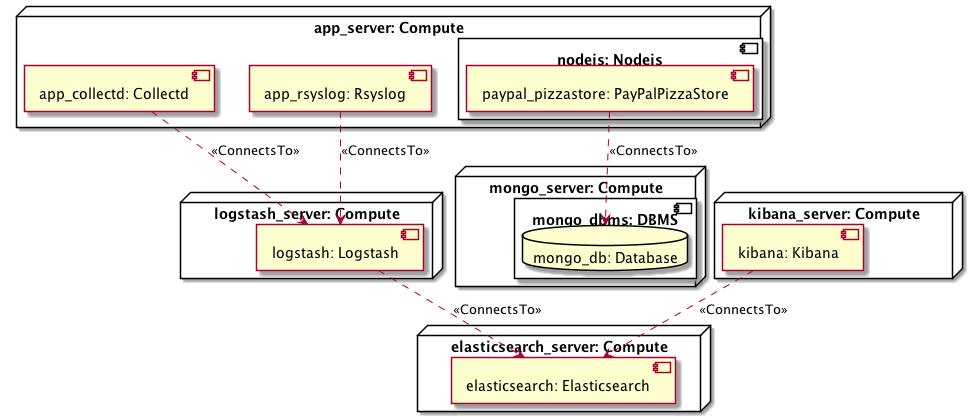 app_server: Compute
nodejs: Nodejs
app_collectd: Collectd
app_rsyslog: Rsyslog
paypal_pizzastore: PayPalPizzaStore
«ConnectsTo»
«ConnectsTo»
«ConnectsTo»
mongo_server: Compute
logstash_server: Compute
mongo_dbms: DBMS
kibana_server: Compute
logstash: Logstash
mongo_db: Database
kibana: Kibana
«ConnectsTo»
«ConnectsTo»
elasticsearch_server: Compute
elasticsearch: Elasticsearch